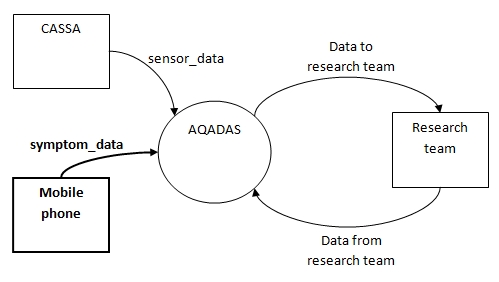 CASSA
sensor_data
Data to
research team
AQADAS
Research
team
symptom_data
Mobile
phone
Data from
research team